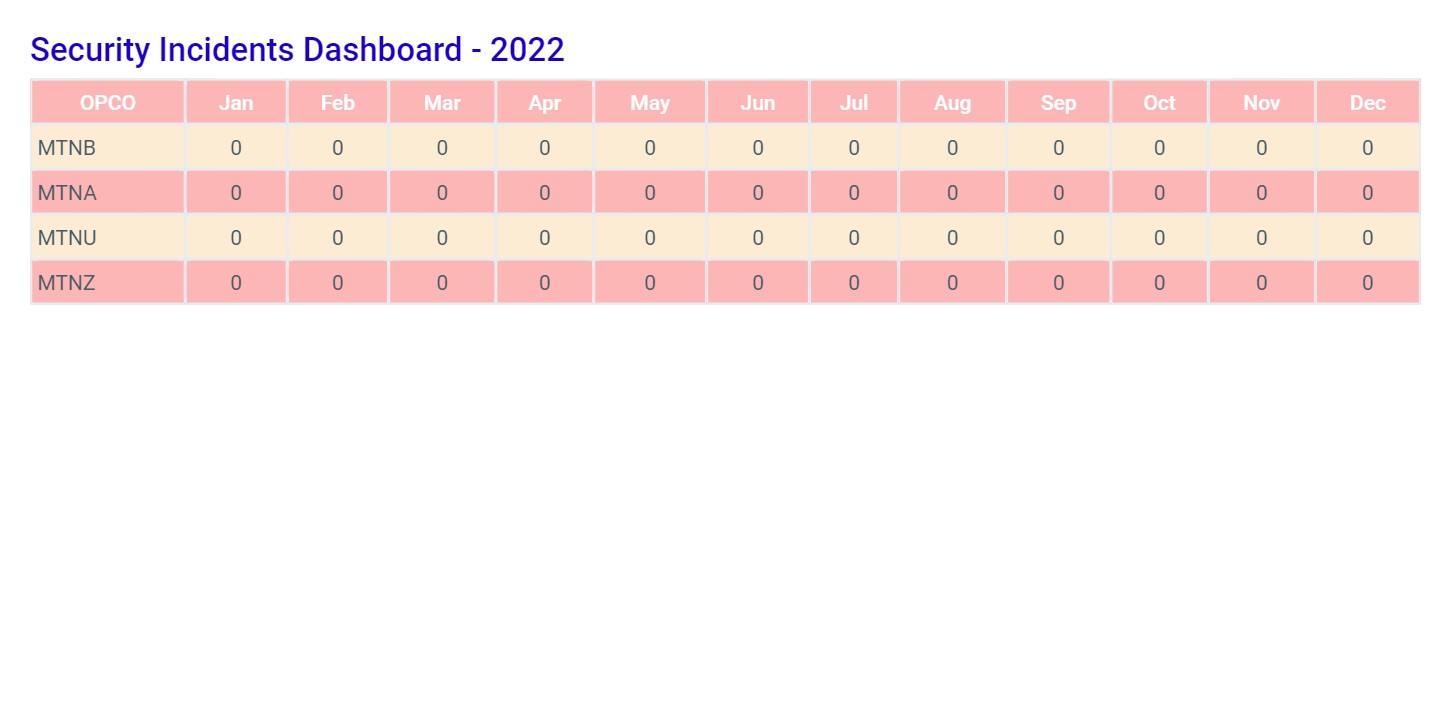 Security Incidents Dashboard - 2022
OPCO Jan Feb Mar Apr May Jun Jul Aug Sep Oct Nov Dec
MTNB 0 0 0 0 0 0 0 0 0 0 0 0
MTNA 0 0 0 0 0 0 0 0 0 0 0 0
MTNU 0 0 0 0 0 0 0 0 0 0 0 0
MTNZ 0 0 0 0 0 0 0 0 0 0 0 0